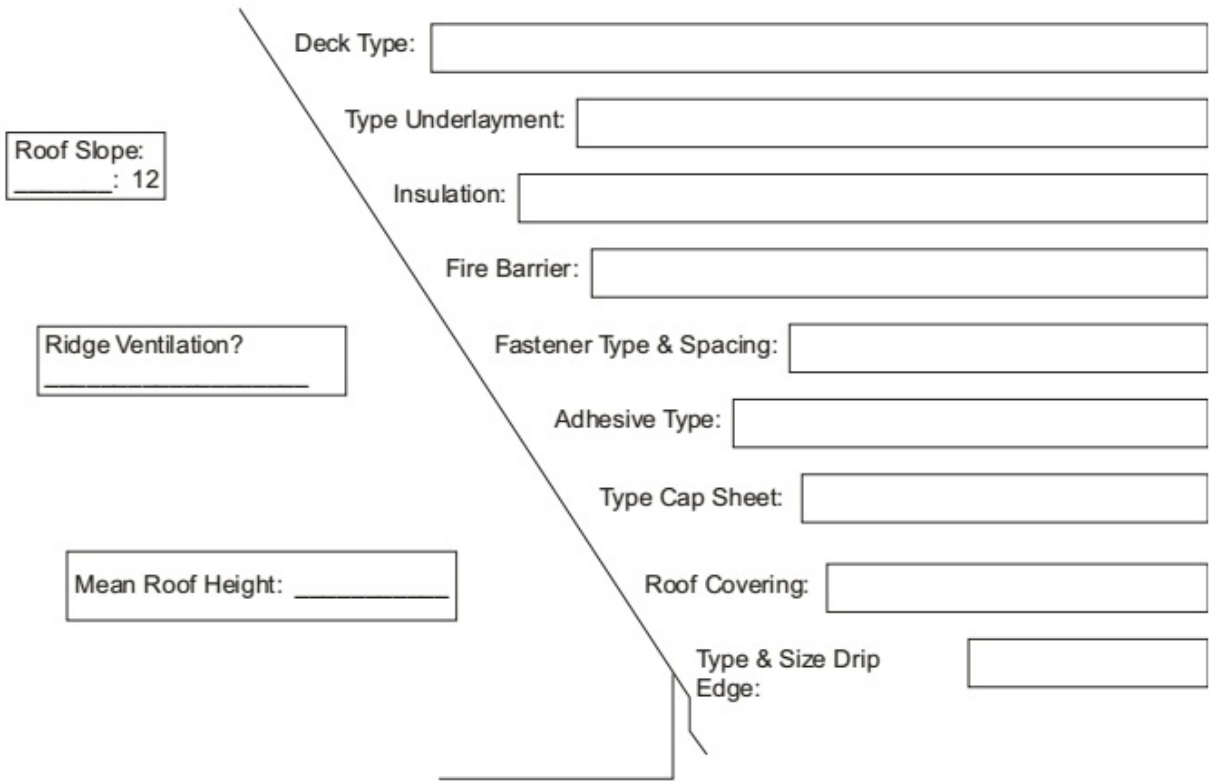 Deck Type:
Type Underlayment:
Roof Slope:
_______: 12
Insulation:
Fire Barrier:
Ridge Ventilation?
___________________
Fastener Type & Spacing:
Adhesive Type:
Type Cap Sheet:
Mean Roof Height: ___________
Roof Covering:
Type & Size Drip
Edge: